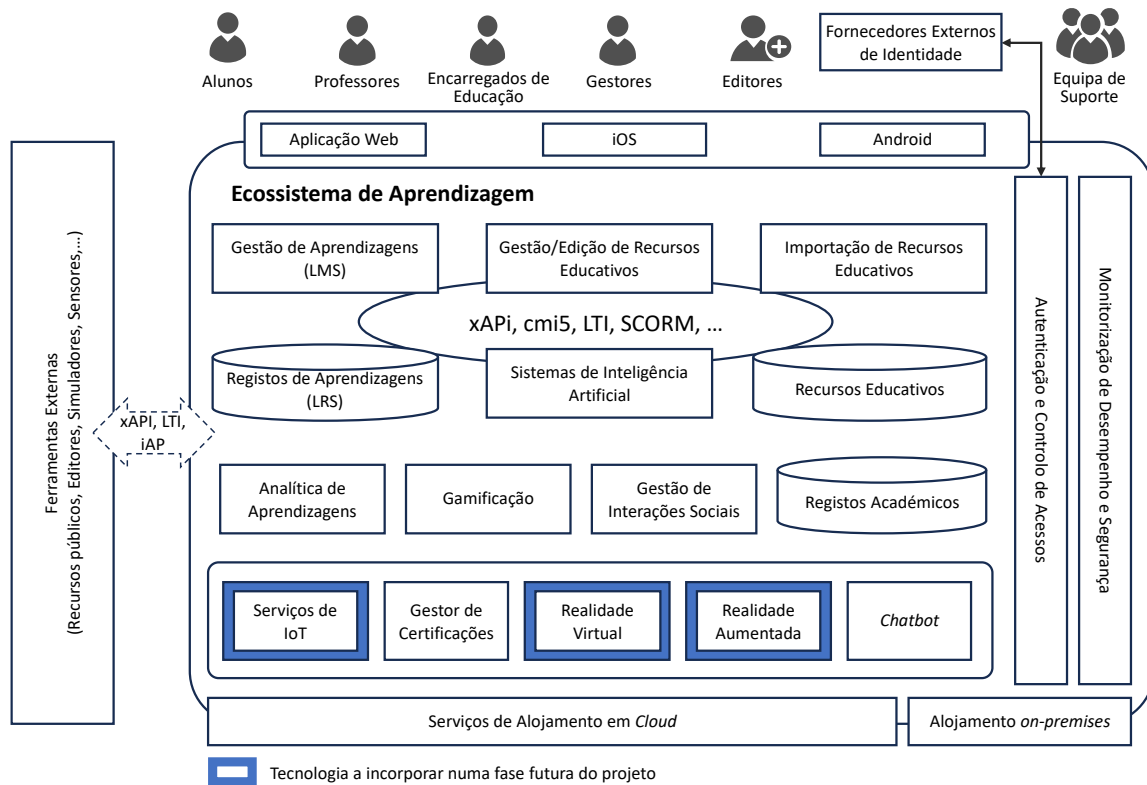 Alunos
Professores
Encarregados de
Educação
Gestores
Editores
Fornecedores Externos
de Identidade
Equipa de
Suporte
Aplicação Web
iOS
Android
Ecossistema de Aprendizagem
Gestão de Aprendizagens
(LMS)
Gestão/Edição de Recursos
Educativos
Importação de Recursos
Educativos
xAPi, cmi5, LTI, SCORM, ...
Registos de Aprendizagens
(LRS)
Sistemas de Inteligência
Artificial
Recursos Educativos
Ferramentas Externas
(Recursos públicos, Editores, Simuladores, Sensores,...)
xAPI, LTI,
iAP
Analítica de
Aprendizagens
Gamificação
Gestão de
Interações Sociais
Registos Académicos
Autenticação e Controlo de Acessos
Monitorização de Desempenho e Segurança
Serviços de
IoT
Gestor de
Certificações
Realidade
Virtual
Realidade
Aumentada
Chatbot
Serviços de Alojamento em Cloud
Alojamento on-premises
Tecnologia a incorporar numa fase futura do projeto